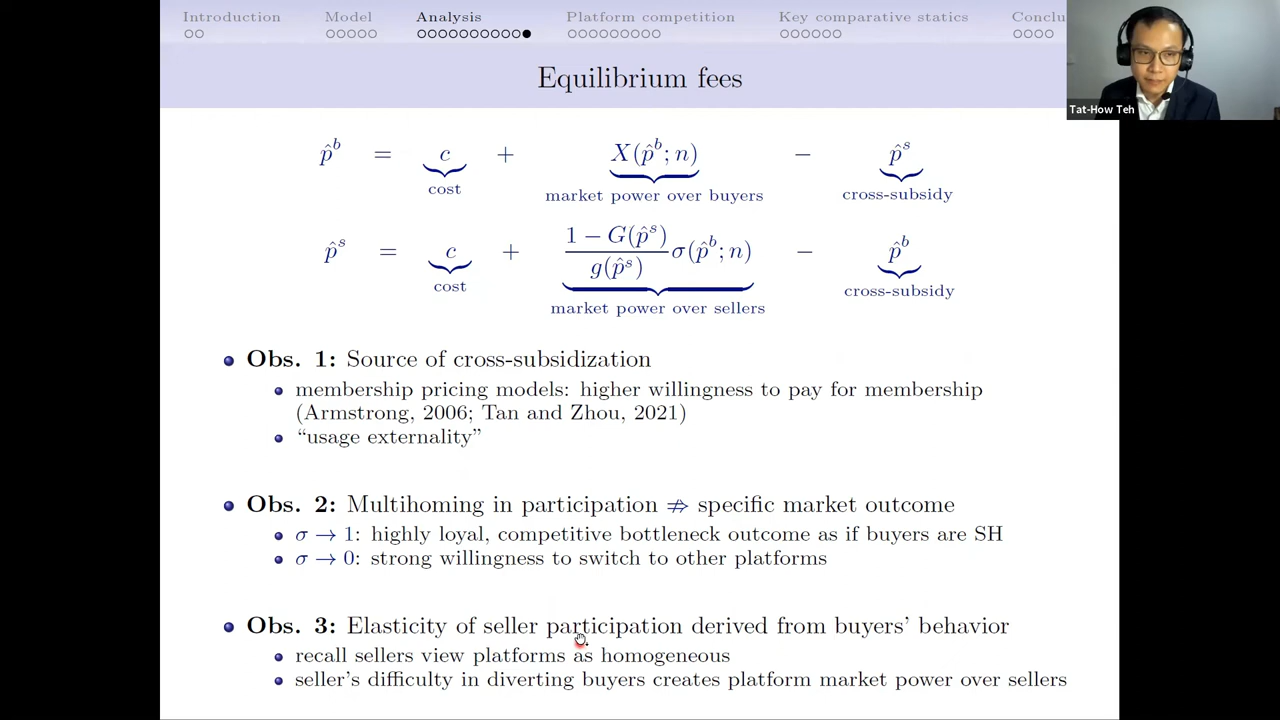 Introduction Model Analysis Platform competition Key comparative statics Conclu
Tat-How Teh
Equilibrium fees
p̂ᵇ = c + X(p̂ᵇ; n) − p̂ˢ
cost market power over buyers cross-subsidy
p̂ˢ = c + (1 − G(p̂ˢ))/g(p̂ˢ) σ(p̂ᵇ; n) − p̂ᵇ
cost market power over sellers cross-subsidy
Obs. 1: Source of cross-subsidization
membership pricing models: higher willingness to pay for membership
(Armstrong, 2006; Tan and Zhou, 2021)
“usage externality”
Obs. 2: Multihoming in participation ⇏ specific market outcome
σ → 1: highly loyal, competitive bottleneck outcome as if buyers are SH
σ → 0: strong willingness to switch to other platforms
Obs. 3: Elasticity of seller participation derived from buyers’ behavior
recall sellers view platforms as homogeneous
seller’s difficulty in diverting buyers creates platform market power over sellers